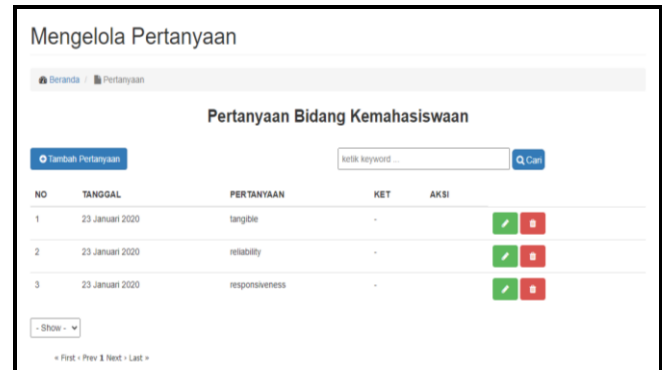 Mengelola Pertanyaan
Beranda / Pertanyaan
Pertanyaan Bidang Kemahasiswaan
Tambah Pertanyaan ketik keyword ... Cari
NO TANGGAL PERTANYAAN KET AKSI
1 23 Januari 2020 tangible -
2 23 Januari 2020 reliability -
3 23 Januari 2020 responsiveness -
- Show -
« First ‹ Prev 1 Next › Last »